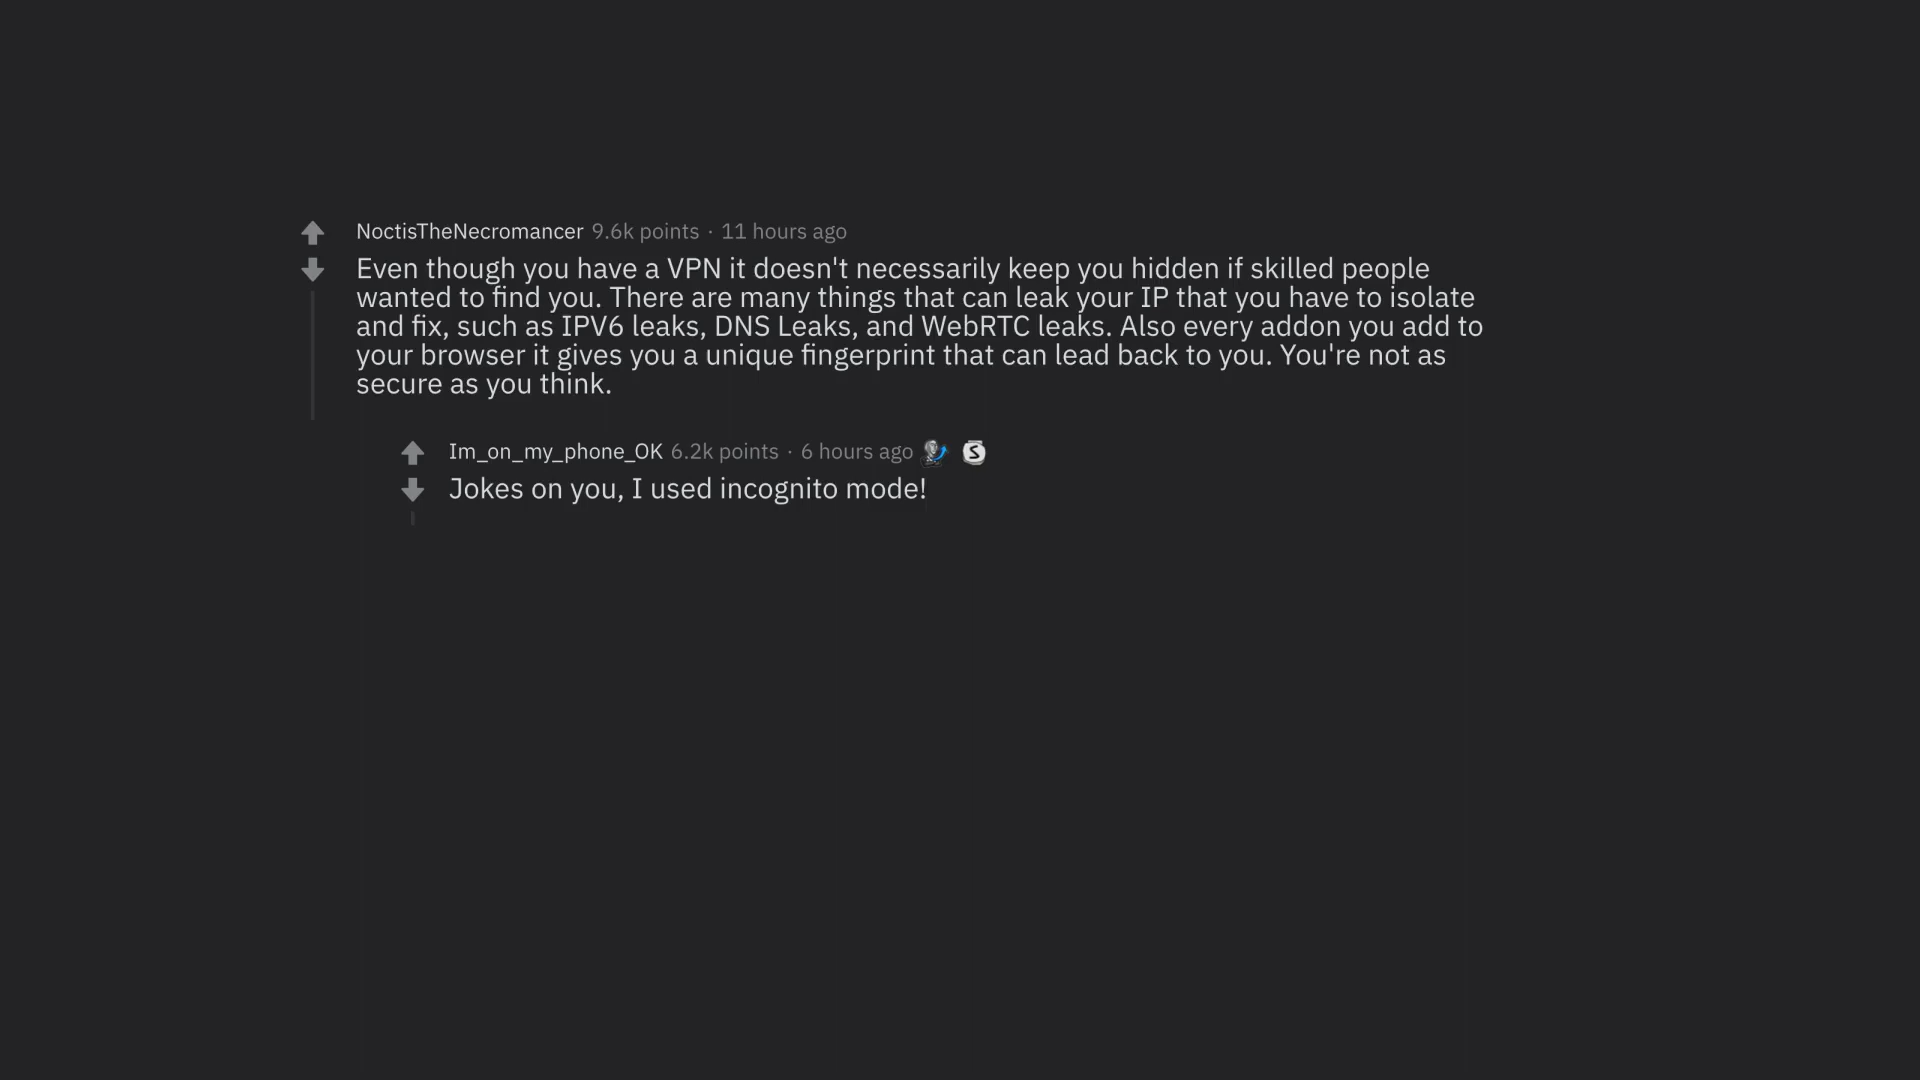 NoctisTheNecromancer 9.6k points · 11 hours ago
Even though you have a VPN it doesn't necessarily keep you hidden if skilled people
wanted to find you. There are many things that can leak your IP that you have to isolate
and fix, such as IPV6 leaks, DNS Leaks, and WebRTC leaks. Also every addon you add to
your browser it gives you a unique fingerprint that can lead back to you. You're not as
secure as you think.
Im_on_my_phone_OK 6.2k points · 6 hours ago S
Jokes on you, I used incognito mode!